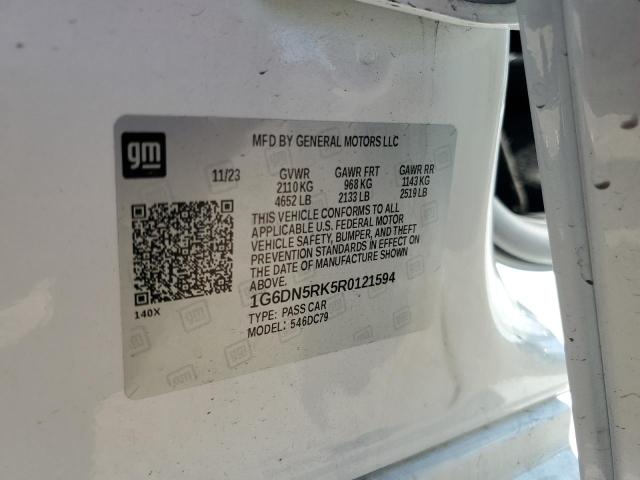 gm
MFD BY GENERAL MOTORS LLC
11/23 GVWR GAWR FRT GAWR RR
2110 KG 968 KG 1143 KG
4652 LB 2133 LB 2519 LB
THIS VEHICLE CONFORMS TO ALL
APPLICABLE U.S. FEDERAL MOTOR
VEHICLE SAFETY, BUMPER, AND THEFT
PREVENTION STANDARDS IN EFFECT ON
THE DATE OF MANUFACTURE SHOWN
ABOVE.
1G6DN5RK5R0121594
TYPE: PASS CAR
MODEL: 546DC79
140X